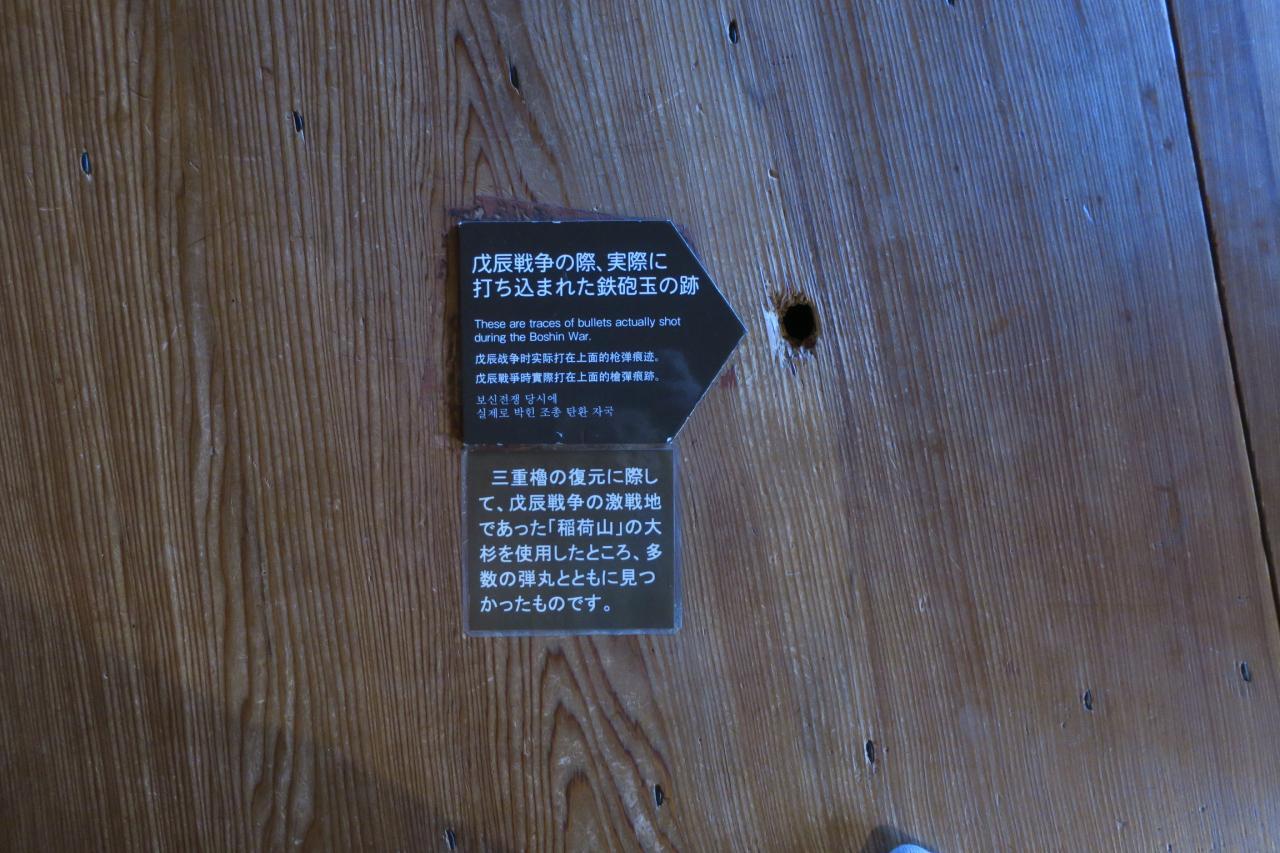 戊辰戦争の際、実際に
打ち込まれた鉄砲玉の跡
These are traces of bullets actually shot
during the Boshin War.
戊辰战争时实际打在上面的枪弹痕迹。
戊辰戰爭時實際打在上面的槍彈痕跡。
보신전쟁 당시에
실제로 박힌 조총 탄환 자국
三重櫓の復元に際し
て、戊辰戦争の激戦地
であった「稲荷山」の大
杉を使用したところ、多
数の弾丸とともに見つ
かったものです。